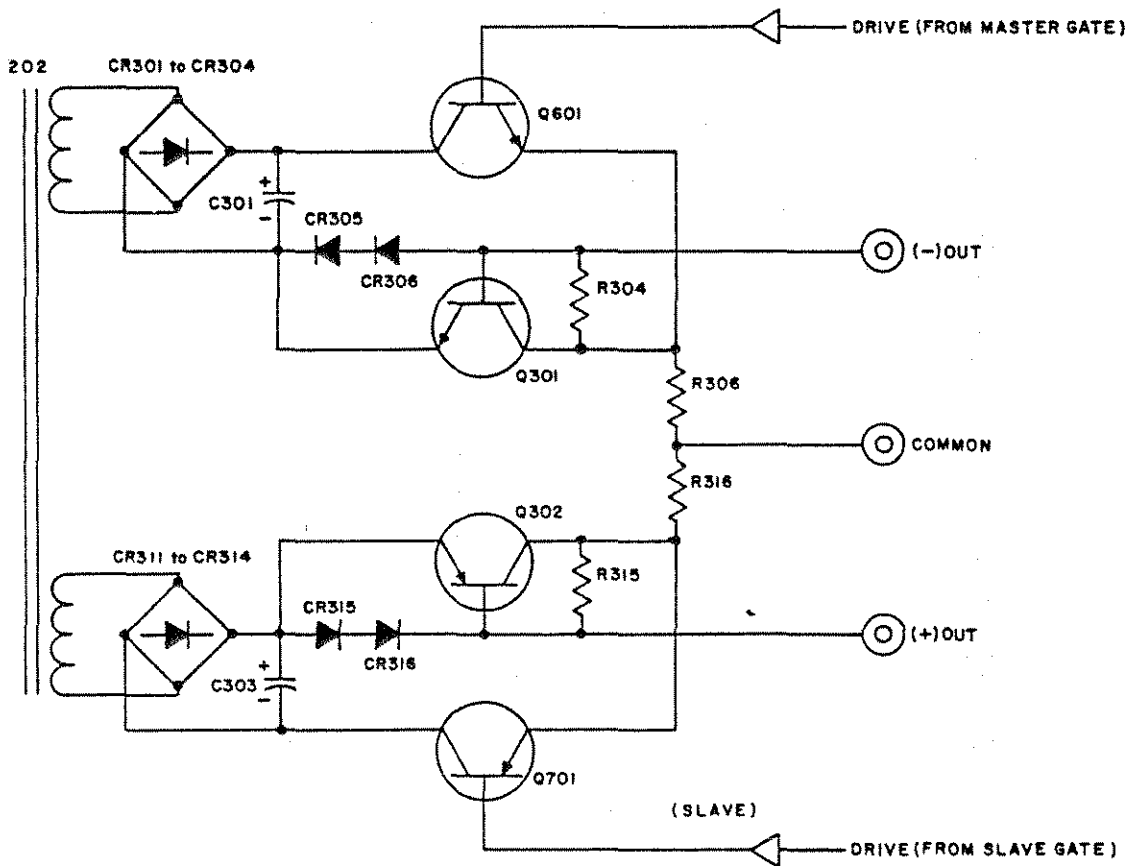 DRIVE (FROM MASTER GATE)
202
CR301 to CR304
Q601
+
C301
-
CR305
CR306
R304
(-) OUT
Q301
R306
COMMON
R316
Q302
CR311 to CR314
R315
CR315
CR316
(+) OUT
+
C303
-
Q701
(SLAVE)
DRIVE (FROM SLAVE GATE)